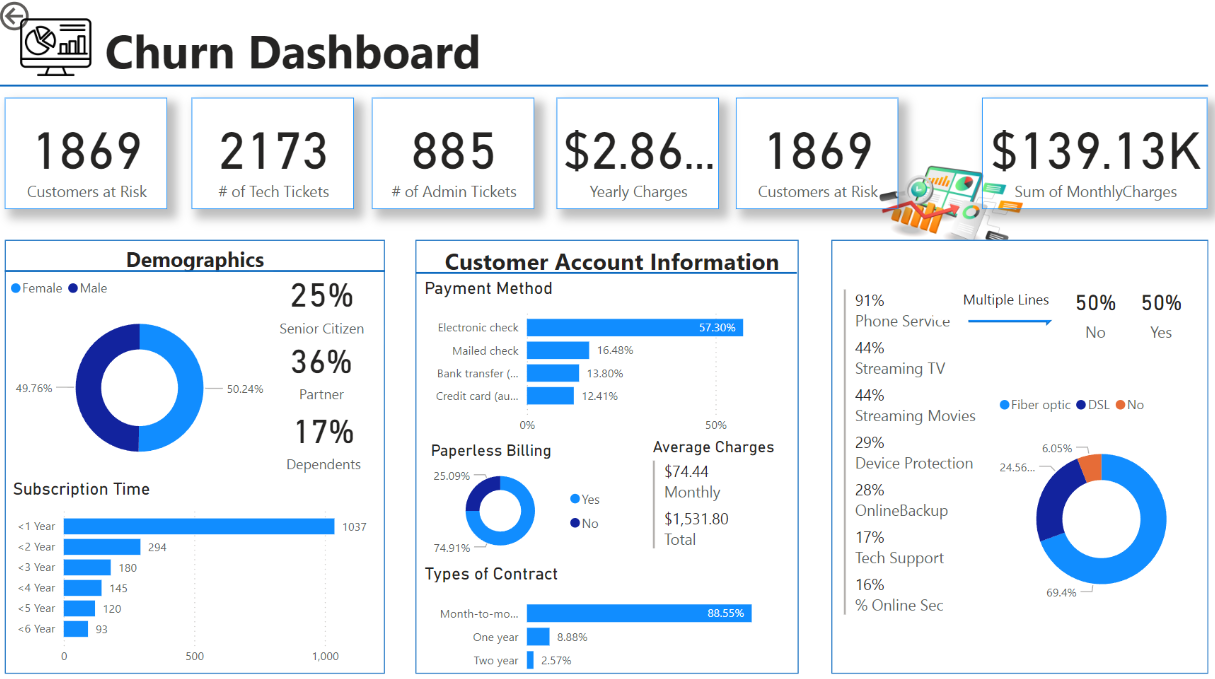 Churn Dashboard
1869
Customers at Risk
2173
# of Tech Tickets
885
# of Admin Tickets
$2.86...
Yearly Charges
1869
Customers at Risk
$139.13K
Sum of MonthlyCharges
Demographics
Female Male
49.76%
50.24%
25%
Senior Citizen
36%
Partner
17%
Dependents
Subscription Time
<1 Year 1037
<2 Year 294
<3 Year 180
<4 Year 145
<5 Year 120
<6 Year 93
0 500 1,000
Customer Account Information
Payment Method
Electronic check 57.30%
Mailed check 16.48%
Bank transfer (... 13.80%
Credit card (au... 12.41%
0% 50%
Paperless Billing
25.09%
74.91%
Yes
No
Average Charges
$74.44
Monthly
$1,531.80
Total
Types of Contract
Month-to-mo... 88.55%
One year 8.88%
Two year 2.57%
91%
Phone Service
44%
Streaming TV
44%
Streaming Movies
29%
Device Protection
28%
OnlineBackup
17%
Tech Support
16%
% Online Sec
Multiple Lines
50%
No
50%
Yes
Fiber optic DSL No
6.05%
24.56...
69.4%